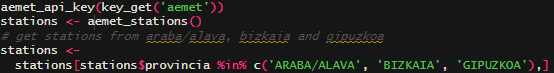 aemet_api_key(key_get('aemet'))
stations <- aemet_stations()
# get stations from araba/alava, bizkaia and gipuzkoa
stations <-
stations[stations$provincia %in% c('ARABA/ALAVA', 'BIZKAIA', 'GIPUZKOA'),]